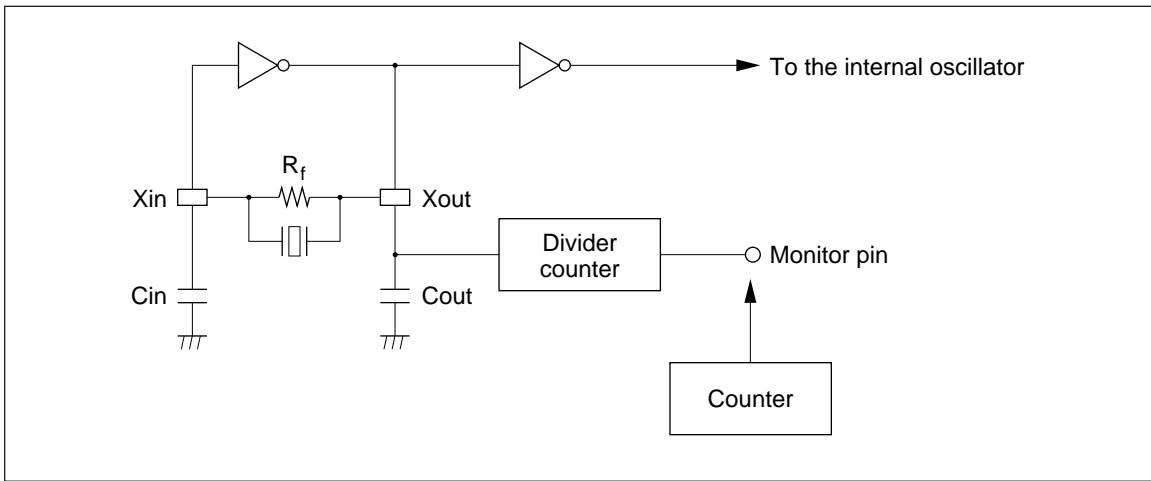 To the internal oscillator
Rf
Xin
Xout
Divider
counter
Monitor pin
Cin
Cout
Counter